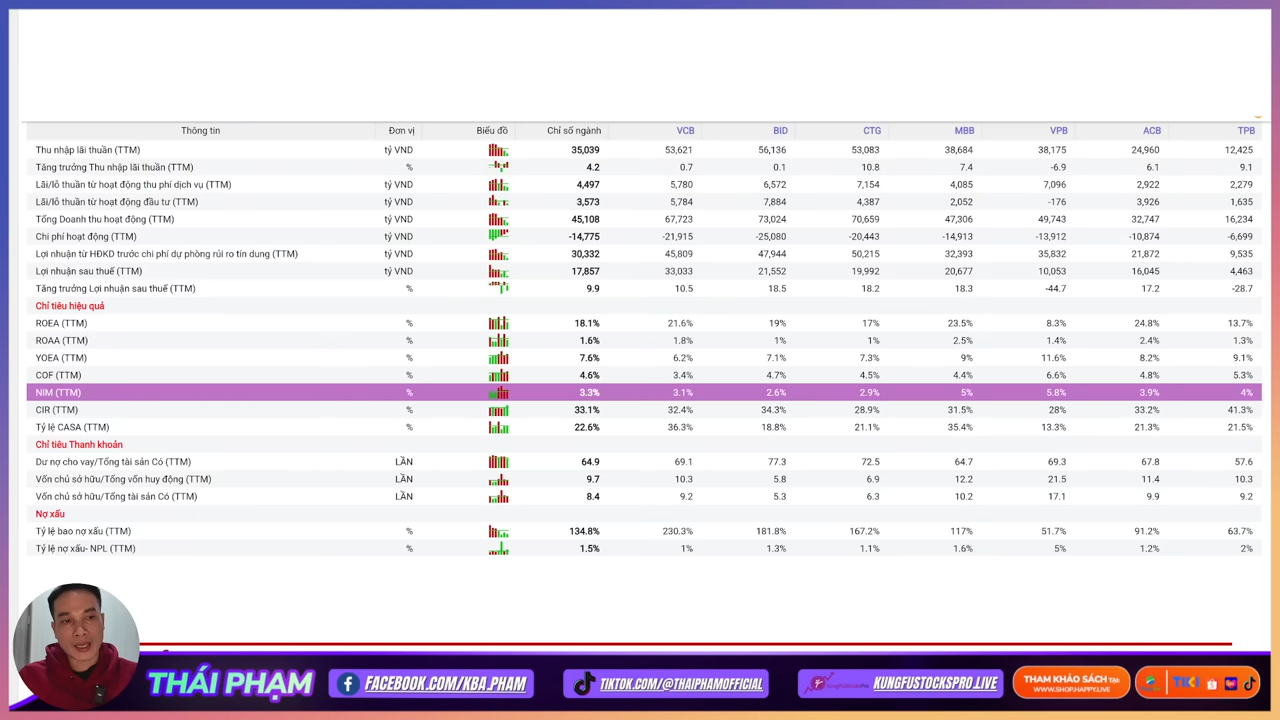 Thông tin Đơn vị Biểu đồ Chỉ số ngành VCB BID CTG MBB VPB ACB TPB
Thu nhập lãi thuần (TTM) tỷ VND 35,039 53,621 56,136 53,083 38,684 38,175 24,960 12,425
Tăng trưởng Thu nhập lãi thuần (TTM) % 4.2 0.7 0.1 10.8 7.4 -6.9 6.1 9.1
Lãi/lỗ thuần từ hoạt động thu phí dịch vụ (TTM) tỷ VND 4,497 5,780 6,572 7,154 4,085 7,096 2,922 2,279
Lãi/lỗ thuần từ hoạt động đầu tư (TTM) tỷ VND 3,573 5,784 7,884 4,387 2,052 -176 3,926 1,635
Tổng Doanh thu hoạt động (TTM) tỷ VND 45,108 67,723 73,024 70,659 47,306 49,743 32,747 16,234
Chi phí hoạt động (TTM) tỷ VND -14,775 -21,915 -25,080 -20,443 -14,913 -13,912 -10,874 -6,699
Lợi nhuận từ HĐKD trước chi phí dự phòng rủi ro tín dung (TTM) tỷ VND 30,332 45,809 47,944 50,215 32,393 35,832 21,872 9,535
Lợi nhuận sau thuế (TTM) tỷ VND 17,857 33,033 21,552 19,992 20,677 10,053 16,045 4,463
Tăng trưởng Lợi nhuận sau thuế (TTM) % 9.9 10.5 18.5 18.2 18.3 -44.7 17.2 -28.7
Chỉ tiêu hiệu quả
ROEA (TTM) % 18.1% 21.6% 19% 17% 23.5% 8.3% 24.8% 13.7%
ROAA (TTM) % 1.6% 1.8% 1% 1% 2.5% 1.4% 2.4% 1.3%
YOEA (TTM) % 7.6% 6.2% 7.1% 7.3% 9% 11.6% 8.2% 9.1%
COF (TTM) % 4.6% 3.4% 4.7% 4.5% 4.4% 6.6% 4.8% 5.3%
NIM (TTM) % 3.3% 3.1% 2.6% 2.9% 5% 5.8% 3.9% 4%
CIR (TTM) % 33.1% 32.4% 34.3% 28.9% 31.5% 28% 33.2% 41.3%
Tỷ lệ CASA (TTM) % 22.6% 36.3% 18.8% 21.1% 35.4% 13.3% 21.3% 21.5%
Chỉ tiêu Thanh khoản
Dư nợ cho vay/Tổng tài sản Có (TTM) LẦN 64.9 69.1 77.3 72.5 64.7 69.3 67.8 57.6
Vốn chủ sở hữu/Tổng vốn huy động (TTM) LẦN 9.7 10.3 5.8 6.9 12.2 21.5 11.4 10.3
Vốn chủ sở hữu/Tổng tài sản Có (TTM) LẦN 8.4 9.2 5.3 6.3 10.2 17.1 9.9 9.2
Nợ xấu
Tỷ lệ bao nợ xấu (TTM) % 134.8% 230.3% 181.8% 167.2% 117% 51.7% 91.2% 63.7%
Tỷ lệ nợ xấu- NPL (TTM) % 1.5% 1% 1.3% 1.1% 1.6% 5% 1.2% 2%
THÁI PHẠM FACEBOOK.COM/KBA.PHAM TIKTOK.COM/@THAIPHAMOFFICIAL KUNGFUSTOCKSPRO.LIVE THAM KHẢO SÁCH TẠI: TIKI
WWW.SHOP.HAPPY.LIVE